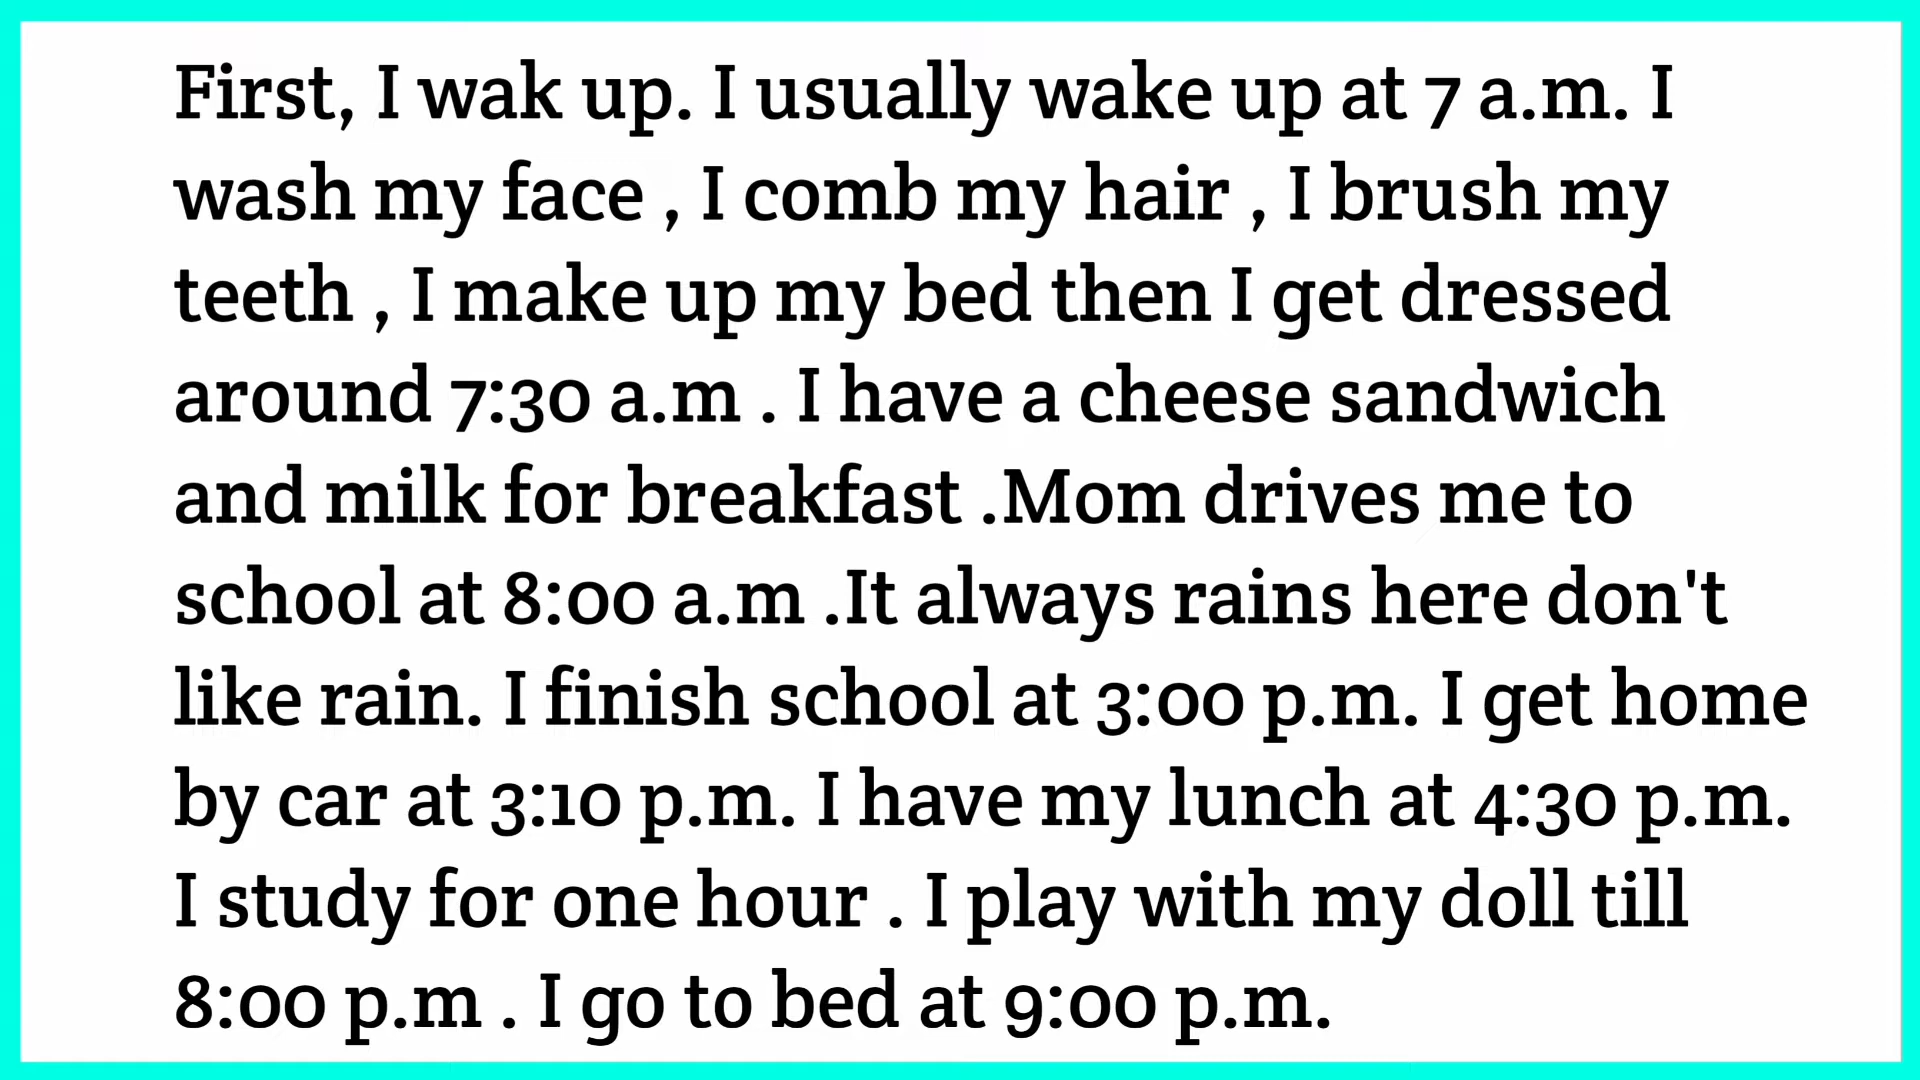 First, I wak up. I usually wake up at 7 a.m. I
wash my face , I comb my hair , I brush my
teeth , I make up my bed then I get dressed
around 7:30 a.m . I have a cheese sandwich
and milk for breakfast .Mom drives me to
school at 8:00 a.m .It always rains here don't
like rain. I finish school at 3:00 p.m. I get home
by car at 3:10 p.m. I have my lunch at 4:30 p.m.
I study for one hour . I play with my doll till
8:00 p.m . I go to bed at 9:00 p.m.